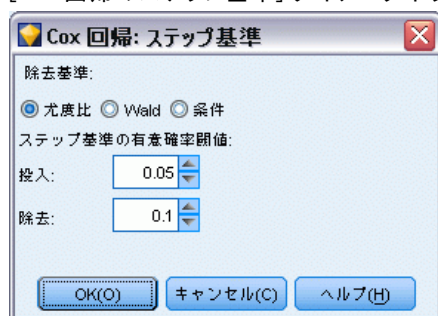 Cox 回帰: ステップ基準
除去基準:
尤度比 Wald 条件
ステップ基準の有意確率閾値:
投入: 0.05
除去: 0.1
OK(O) キャンセル(C) ヘルプ(H)